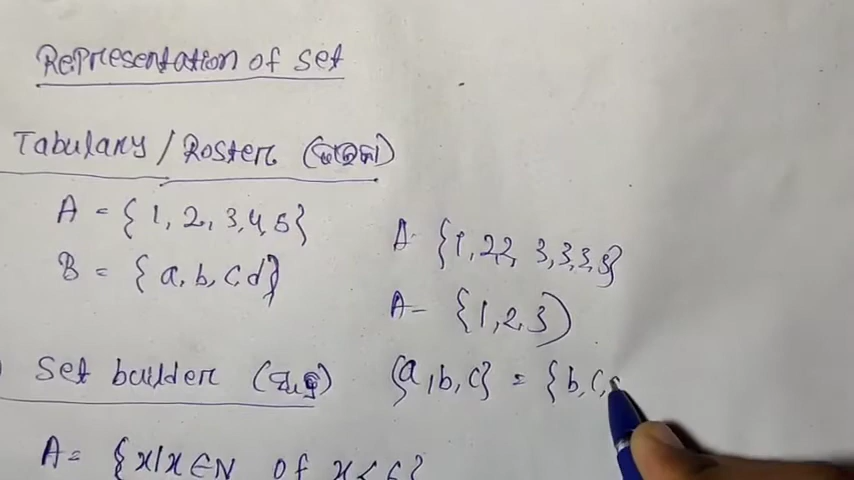 Representation of set
Tabulary / Roster
A = { 1, 2, 3, 4, 5 }
B = { a, b, c, d }
A- { 1, 2 2, 3, 3, 3, 3 }
A- { 1, 2, 3 )
Set builder
{ a, b, c } = { b, c,
A = { x/x ∈ N of x < 6 }